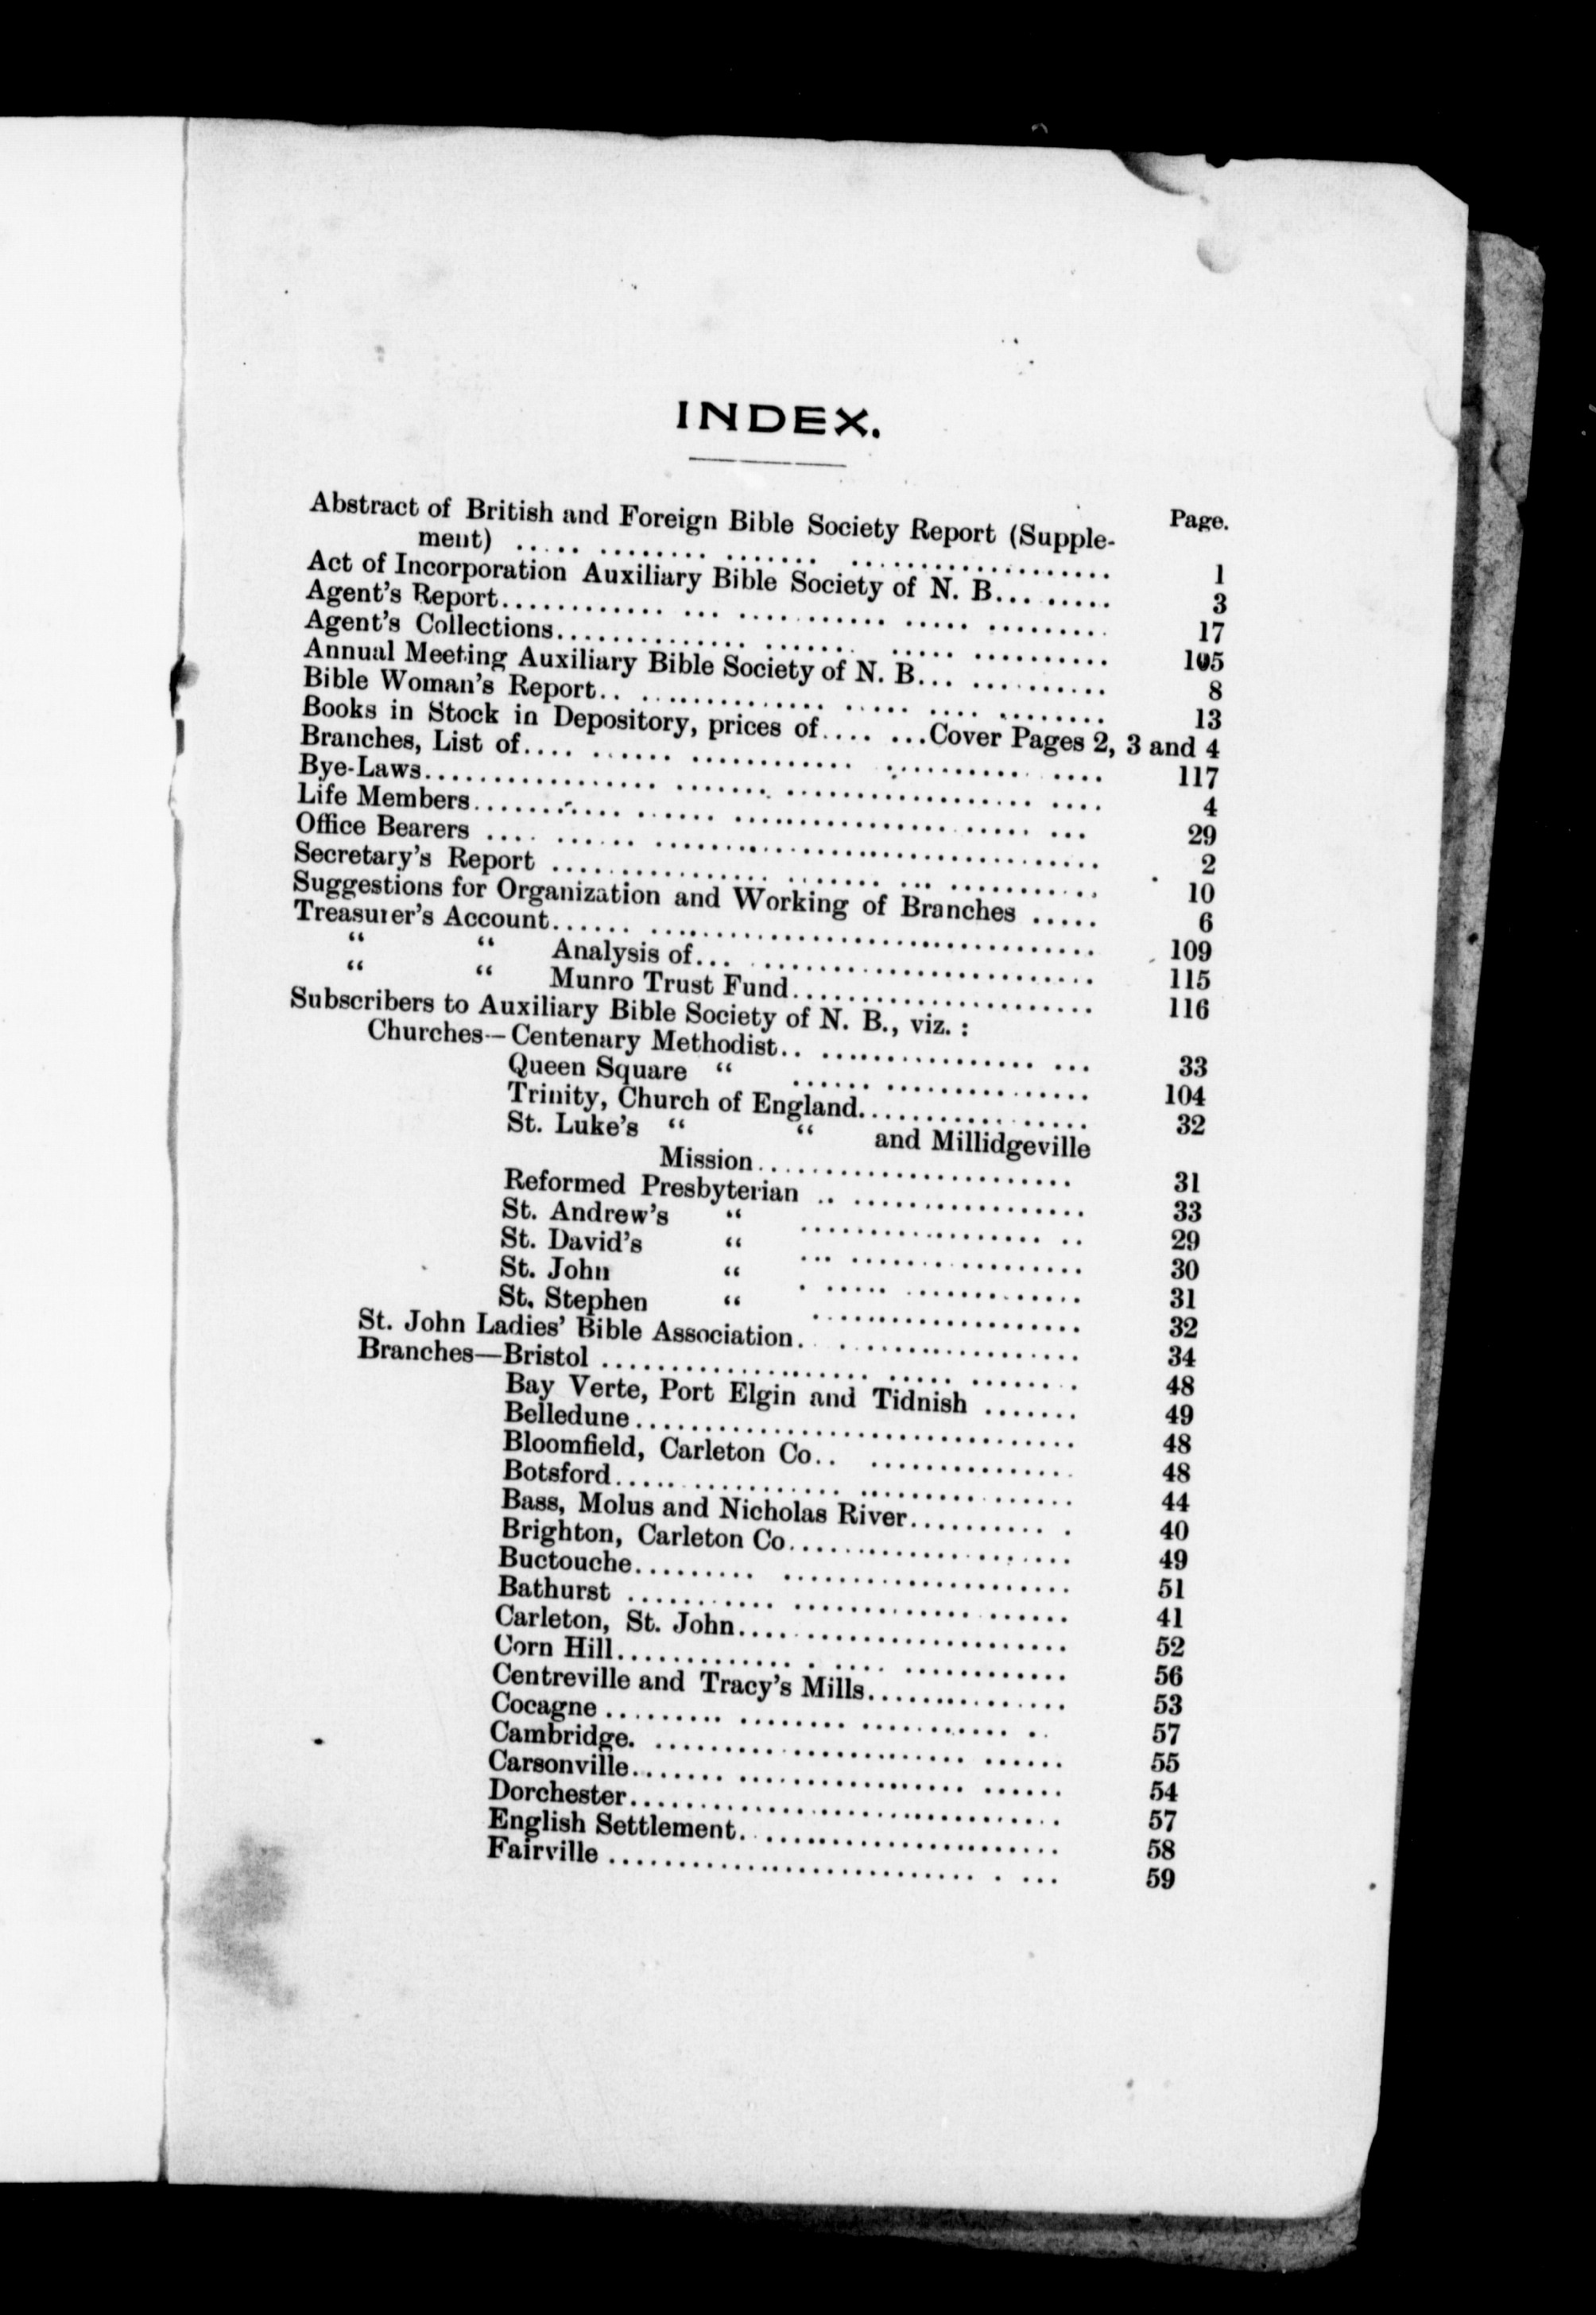 INDEX.
Page.
Abstract of British and Foreign Bible Society Report (Supple-
ment) .................... 1
Act of Incorporation Auxiliary Bible Society of N. B........ 3
Agent's Report.................... 17
Agent's Collections.................... 105
Annual Meeting Auxiliary Bible Society of N. B........... 8
Bible Woman's Report.................... 13
Books in Stock in Depository, prices of.... ...Cover Pages 2, 3 and 4
Branches, List of.................... 117
Bye-Laws.................... 4
Life Members.................... 29
Office Bearers .................... 2
Secretary's Report .................... 10
Suggestions for Organization and Working of Branches ..... 6
Treasurer's Account.................... 109
“ “ Analysis of.................... 115
“ “ Munro Trust Fund.................... 116
Subscribers to Auxiliary Bible Society of N. B., viz. :
Churches—Centenary Methodist.................... 33
Queen Square “ .................... 104
Trinity, Church of England.................... 32
St. Luke's “ “ and Millidgeville
Mission.................... 31
Reformed Presbyterian .................... 33
St. Andrew's “ .................... 29
St. David's “ .................... 30
St. John “ .................... 31
St. Stephen “ .................... 32
St. John Ladies' Bible Association.................... 34
Branches—Bristol .................... 48
Bay Verte, Port Elgin and Tidnish ....... 49
Belledune.................... 48
Bloomfield, Carleton Co.................... 48
Botsford.................... 44
Bass, Molus and Nicholas River........... 40
Brighton, Carleton Co.................... 49
Buctouche.................... 51
Bathurst .................... 41
Carleton, St. John.................... 52
Corn Hill.................... 56
Centreville and Tracy's Mills.............. 53
Cocagne .................... 57
Cambridge. .................... 55
Carsonville.................... 54
Dorchester.................... 57
English Settlement.................... 58
Fairville .................... 59